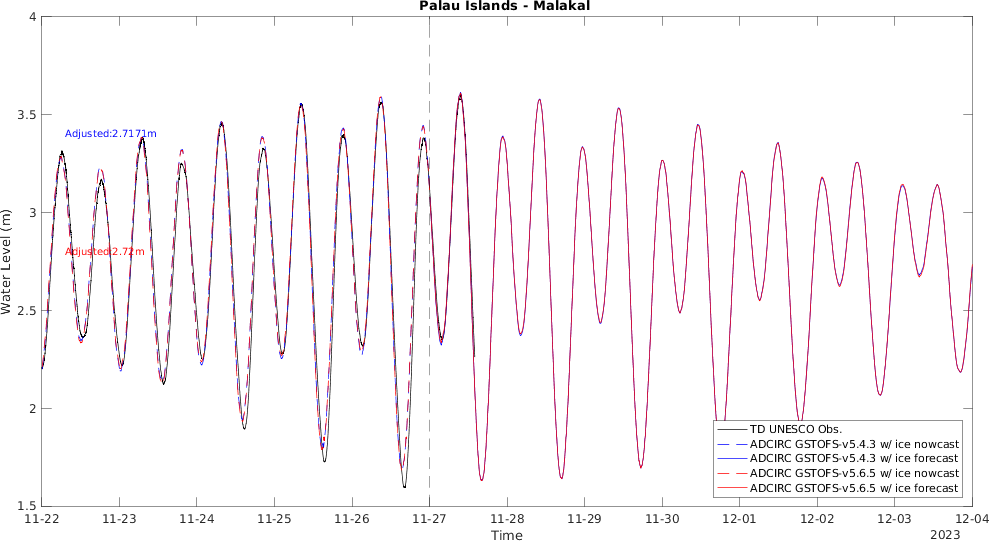 Palau Islands - Malakal
4
3.5
3
2.5
2
1.5
Water Level (m)
Adjusted:2.7171m
Adjusted:2.72m
TD UNESCO Obs.
ADCIRC GSTOFS-v5.4.3 w/ ice nowcast
ADCIRC GSTOFS-v5.4.3 w/ ice forecast
ADCIRC GSTOFS-v5.6.5 w/ ice nowcast
ADCIRC GSTOFS-v5.6.5 w/ ice forecast
11-22 11-23 11-24 11-25 11-26 11-27 11-28 11-29 11-30 12-01 12-02 12-03 12-04
Time
2023